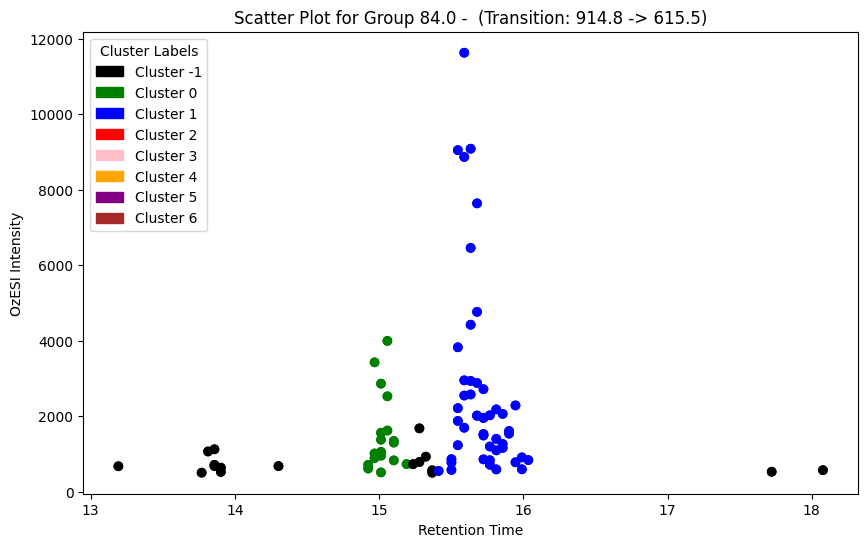 Scatter Plot for Group 84.0 -  (Transition: 914.8 -> 615.5)
12000
10000
8000
6000
4000
2000
0
OzESI Intensity
Cluster Labels
Cluster -1
Cluster 0
Cluster 1
Cluster 2
Cluster 3
Cluster 4
Cluster 5
Cluster 6
13 14 15 16 17 18
Retention Time